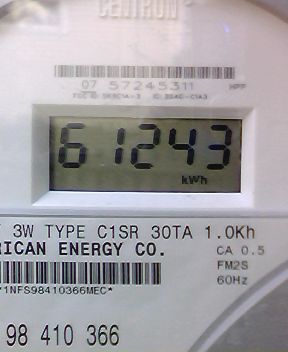 CENTRON
07 57245311
61243
kWh
3W TYPE C1SR 30TA 1.0Kh
RICAN ENERGY CO.
CA 0.5
FM2S
60Hz
*1NFS98410366MEC*
98 410 366